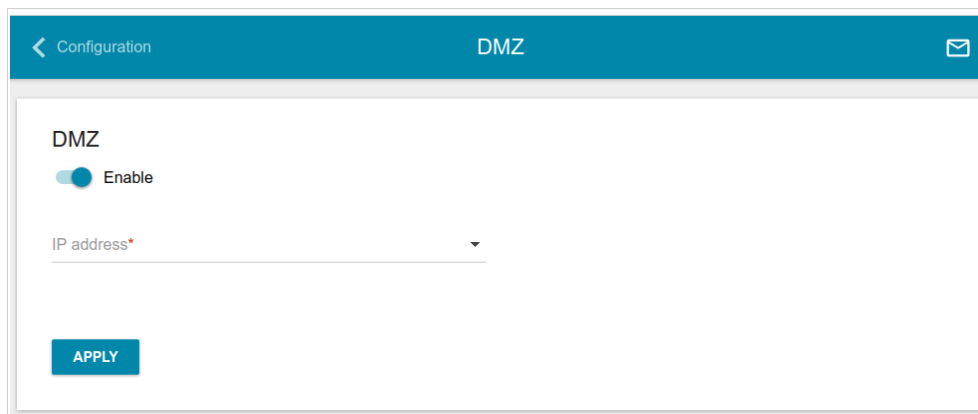 Configuration
DMZ
DMZ
Enable
IP address*
APPLY